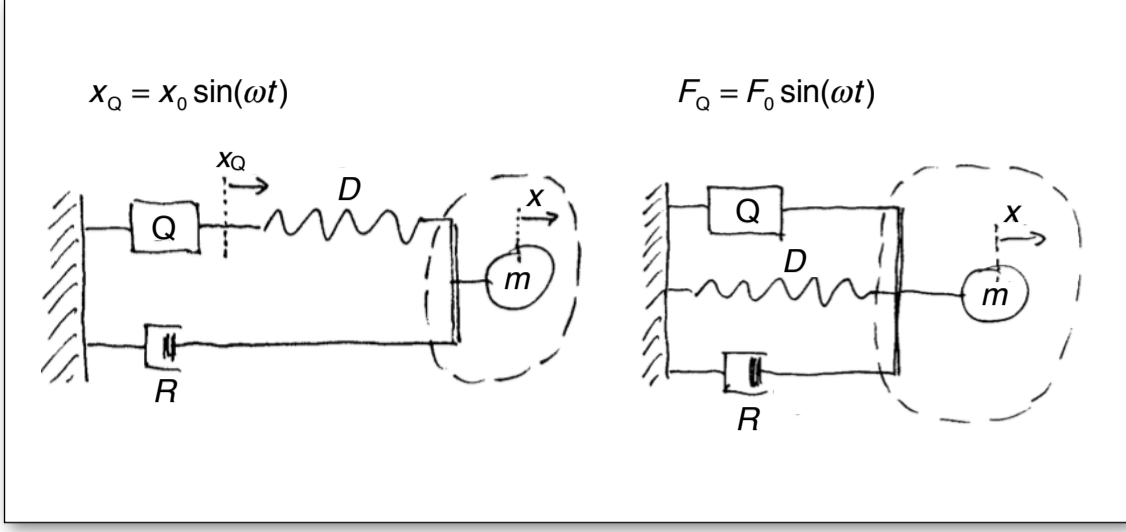 x_Q = x_0 sin(ωt)
x_Q
Q
D
x
m
R
F_Q = F_0 sin(ωt)
Q
D
x
m
R